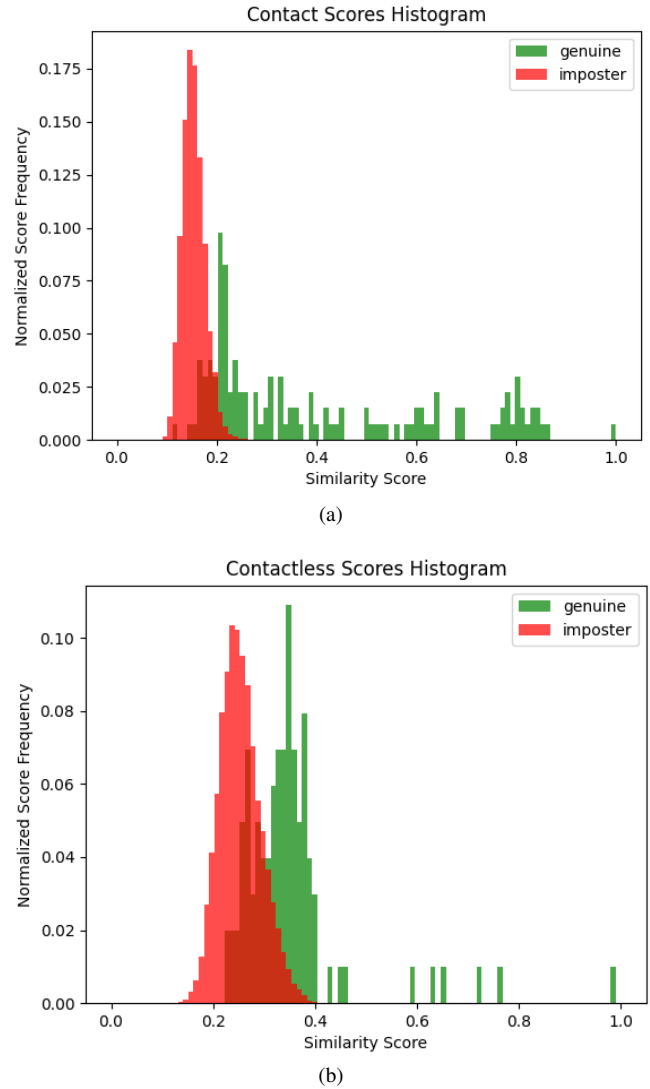 Contact Scores Histogram
genuine
imposter
0.175
0.150
0.125
0.100
0.075
0.050
0.025
0.000
Normalized Score Frequency
0.0 0.2 0.4 0.6 0.8 1.0
Similarity Score
(a)
Contactless Scores Histogram
genuine
imposter
0.10
0.08
0.06
0.04
0.02
0.00
Normalized Score Frequency
0.0 0.2 0.4 0.6 0.8 1.0
Similarity Score
(b)